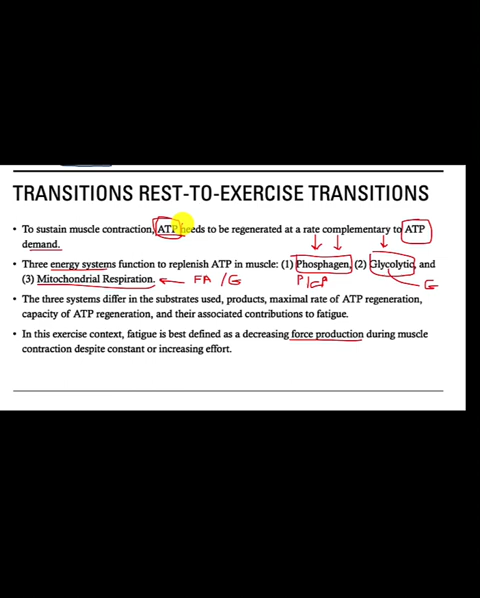 TRANSITIONS REST-TO-EXERCISE TRANSITIONS
• To sustain muscle contraction, ATP needs to be regenerated at a rate complementary to ATP
demand.
• Three energy systems function to replenish ATP in muscle: (1) Phosphagen, (2) Glycolytic, and
(3) Mitochondrial Respiration. ← FA / G
P/CP
G
• The three systems differ in the substrates used, products, maximal rate of ATP regeneration,
capacity of ATP regeneration, and their associated contributions to fatigue.
• In this exercise context, fatigue is best defined as a decreasing force production during muscle
contraction despite constant or increasing effort.